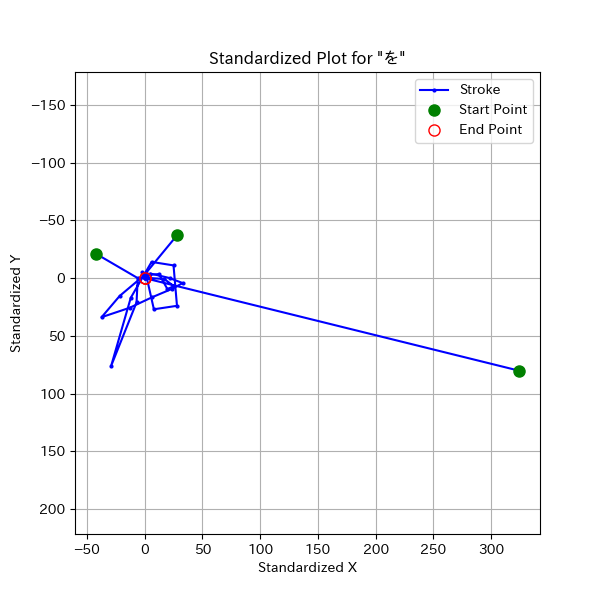 Standardized Plot for "を"
Stroke
Start Point
End Point
Standardized Y
−150
−100
−50
0
50
100
150
200
−50 0 50 100 150 200 250 300
Standardized X